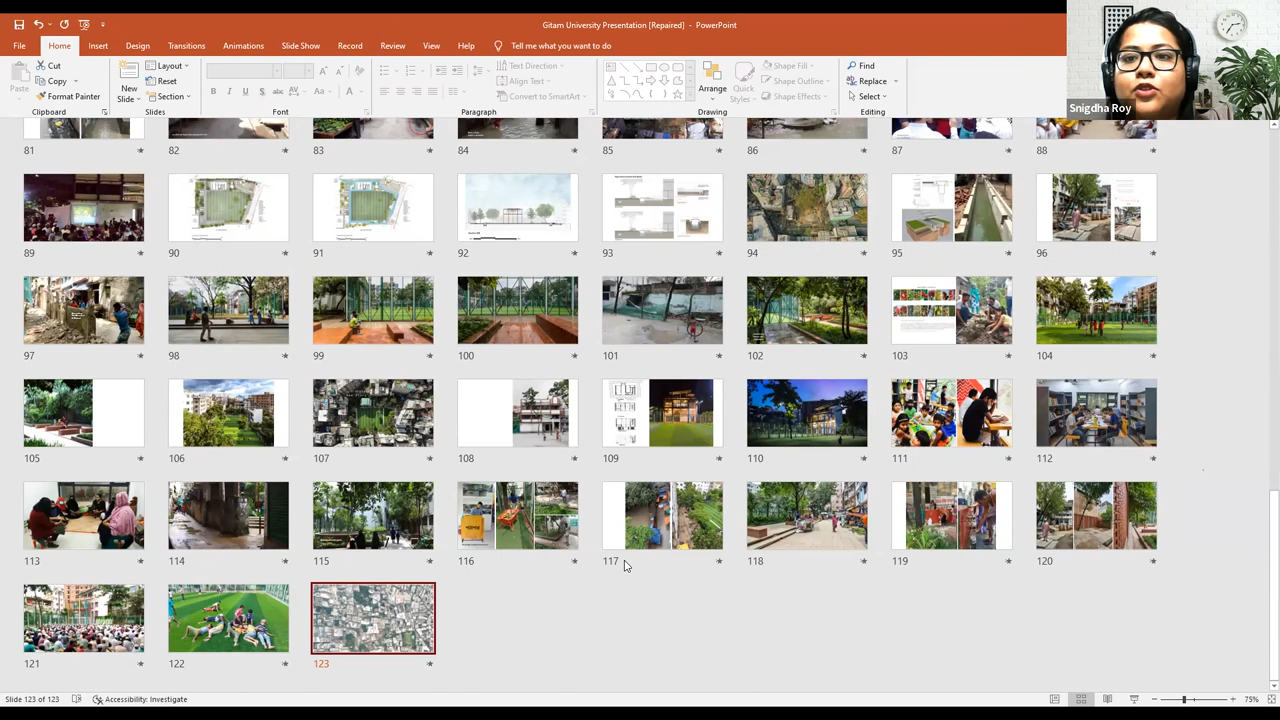 Gitam University Presentation [Repaired] - PowerPoint
File Home Insert Design Transitions Animations Slide Show Record Review View Help Tell me what you want to do
Paste
Cut
Copy
Format Painter
Clipboard
New
Slide
Layout
Reset
Section
Slides
Font
Text Direction
Align Text
Convert to SmartArt
Paragraph
Arrange
Quick
Styles
Shape Fill
Shape Outline
Shape Effects
Drawing
Find
Replace
Select
Editing
Snigdha Roy
81 82 83 84 85 86 87 88
89 90 91 92 93 94 95 96
97 98 99 100 101 102 103 104
105 106 107 108 109 110 111 112
113 114 115 116 117 118 119 120
121 122 123
Slide 123 of 123 Accessibility: Investigate 75%